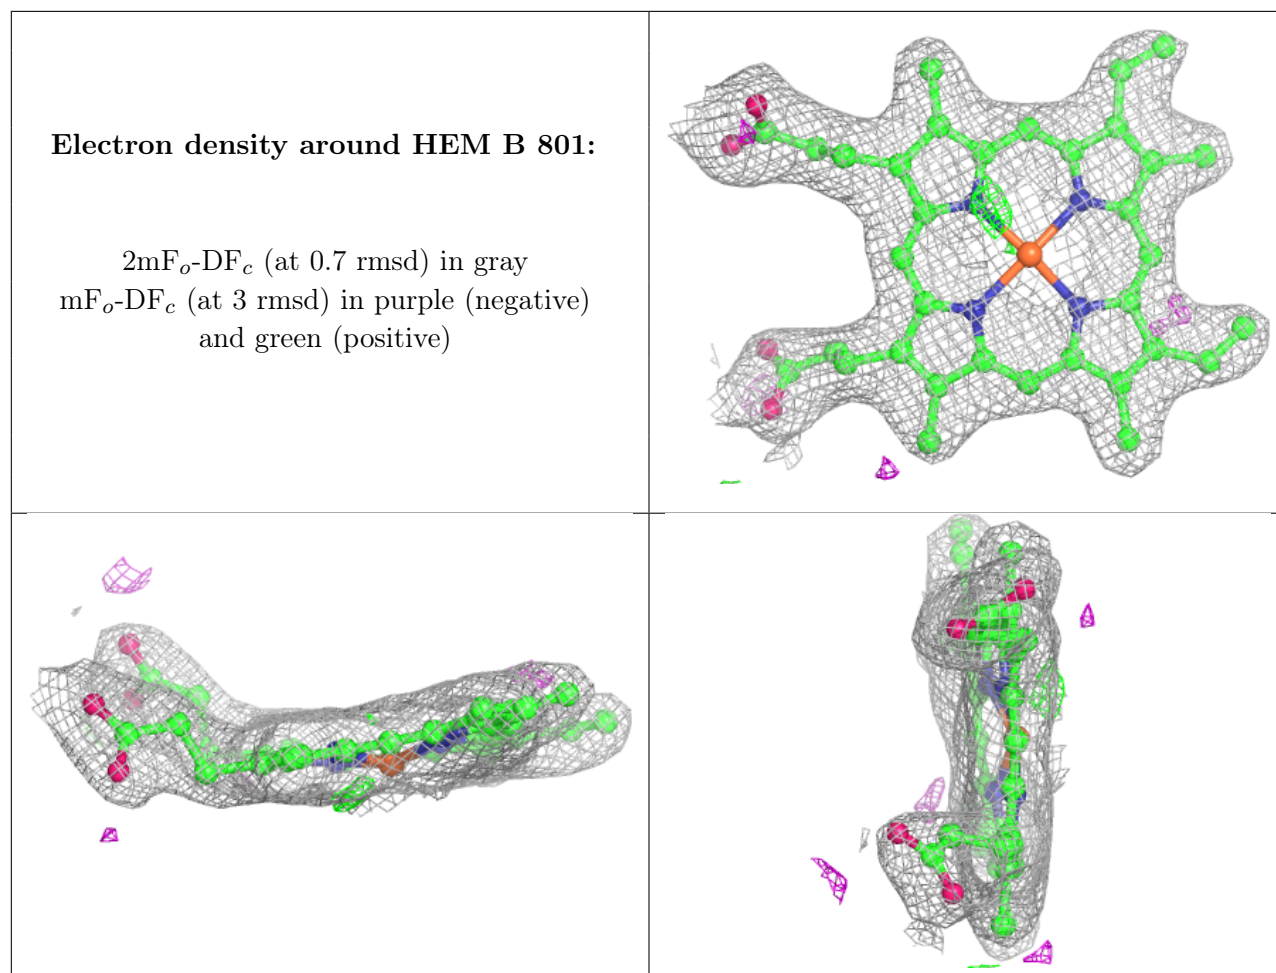 Electron density around HEM B 801:
2mFo-DFc (at 0.7 rmsd) in gray
mFo-DFc (at 3 rmsd) in purple (negative)
and green (positive)